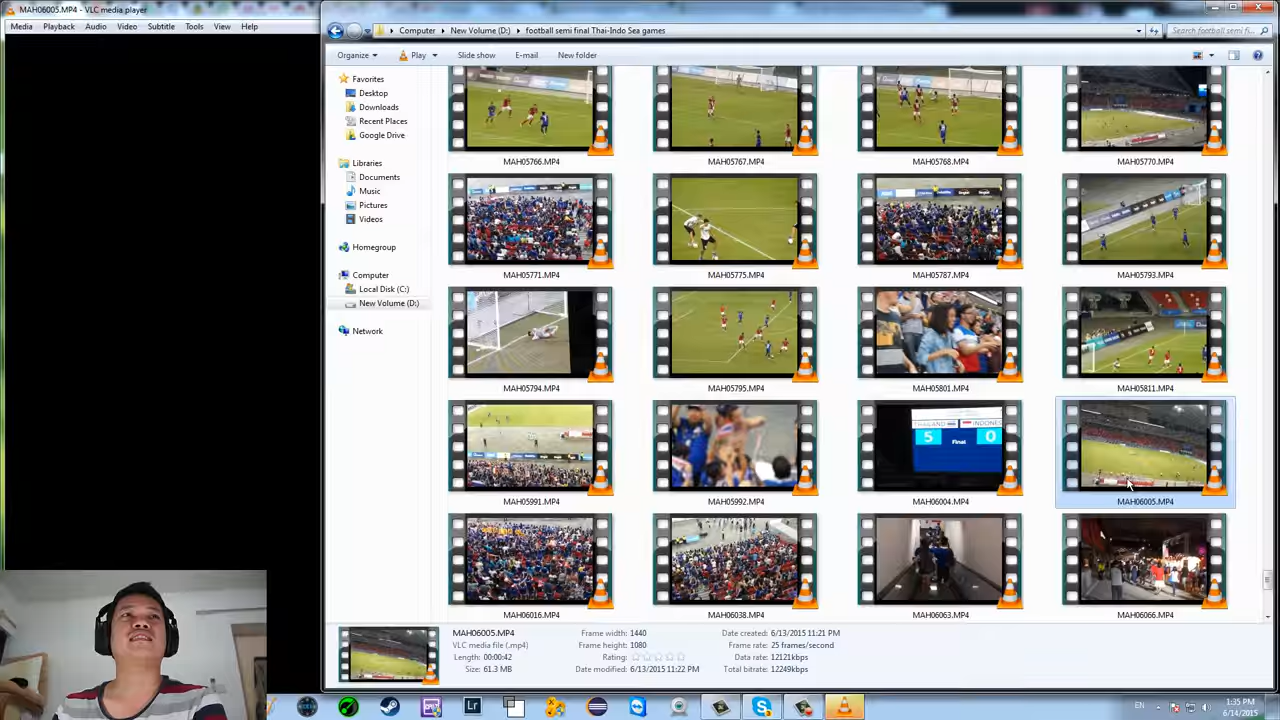 MAH06005.MP4 - VLC media player
Media Playback Audio Video Subtitle Tools View Help
Computer New Volume (D:) football semi final Thai-Indo Sea games
Search football semi fi...
Organize Play Slide show E-mail New folder
Favorites
Desktop
Downloads
Recent Places
Google Drive
Libraries
Documents
Music
Pictures
Videos
Homegroup
Computer
Local Disk (C:)
New Volume (D:)
Network
MAH05766.MP4 MAH05767.MP4 MAH05768.MP4 MAH05770.MP4
MAH05771.MP4 MAH05775.MP4 MAH05787.MP4 MAH05793.MP4
MAH05794.MP4 MAH05795.MP4 MAH05801.MP4 MAH05811.MP4
THAILAND INDONES
5 Final 0
MAH05991.MP4 MAH05992.MP4 MAH06004.MP4 MAH06005.MP4
MAH06016.MP4 MAH06038.MP4 MAH06063.MP4 MAH06066.MP4
MAH06005.MP4 Frame width: 1440 Date created: 6/13/2015 11:21 PM
VLC media file (.mp4) Frame height: 1080 Frame rate: 25 frames/second
Length: 00:00:42 Rating: Data rate: 12121kbps
Size: 61.3 MB Date modified: 6/13/2015 11:22 PM Total bitrate: 12249kbps
EN
1:35 PM
6/14/2015